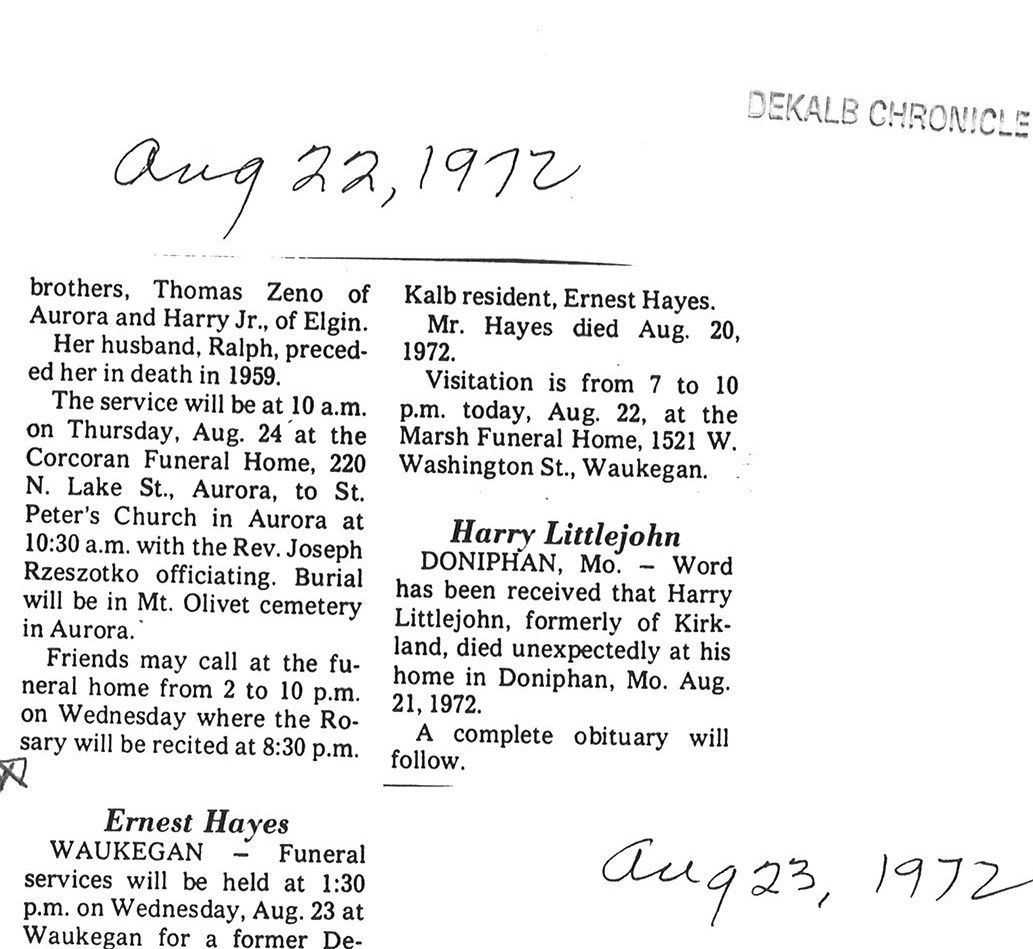 DEKALB CHRONICLE
Aug 22, 1972
brothers, Thomas Zeno of
Aurora and Harry Jr., of Elgin.
Her husband, Ralph, preced-
ed her in death in 1959.
The service will be at 10 a.m.
on Thursday, Aug. 24 at the
Corcoran Funeral Home, 220
N. Lake St., Aurora, to St.
Peter's Church in Aurora at
10:30 a.m. with the Rev. Joseph
Rzeszotko officiating. Burial
will be in Mt. Olivet cemetery
in Aurora.
Friends may call at the fu-
neral home from 2 to 10 p.m.
on Wednesday where the Ro-
sary will be recited at 8:30 p.m.
Ernest Hayes
WAUKEGAN — Funeral
services will be held at 1:30
p.m. on Wednesday, Aug. 23 at
Waukegan for a former De-
Kalb resident, Ernest Hayes.
Mr. Hayes died Aug. 20,
1972.
Visitation is from 7 to 10
p.m. today, Aug. 22, at the
Marsh Funeral Home, 1521 W.
Washington St., Waukegan.
Harry Littlejohn
DONIPHAN, Mo. — Word
has been received that Harry
Littlejohn, formerly of Kirk-
land, died unexpectedly at his
home in Doniphan, Mo. Aug.
21, 1972.
A complete obituary will
follow.
Aug 23, 1972